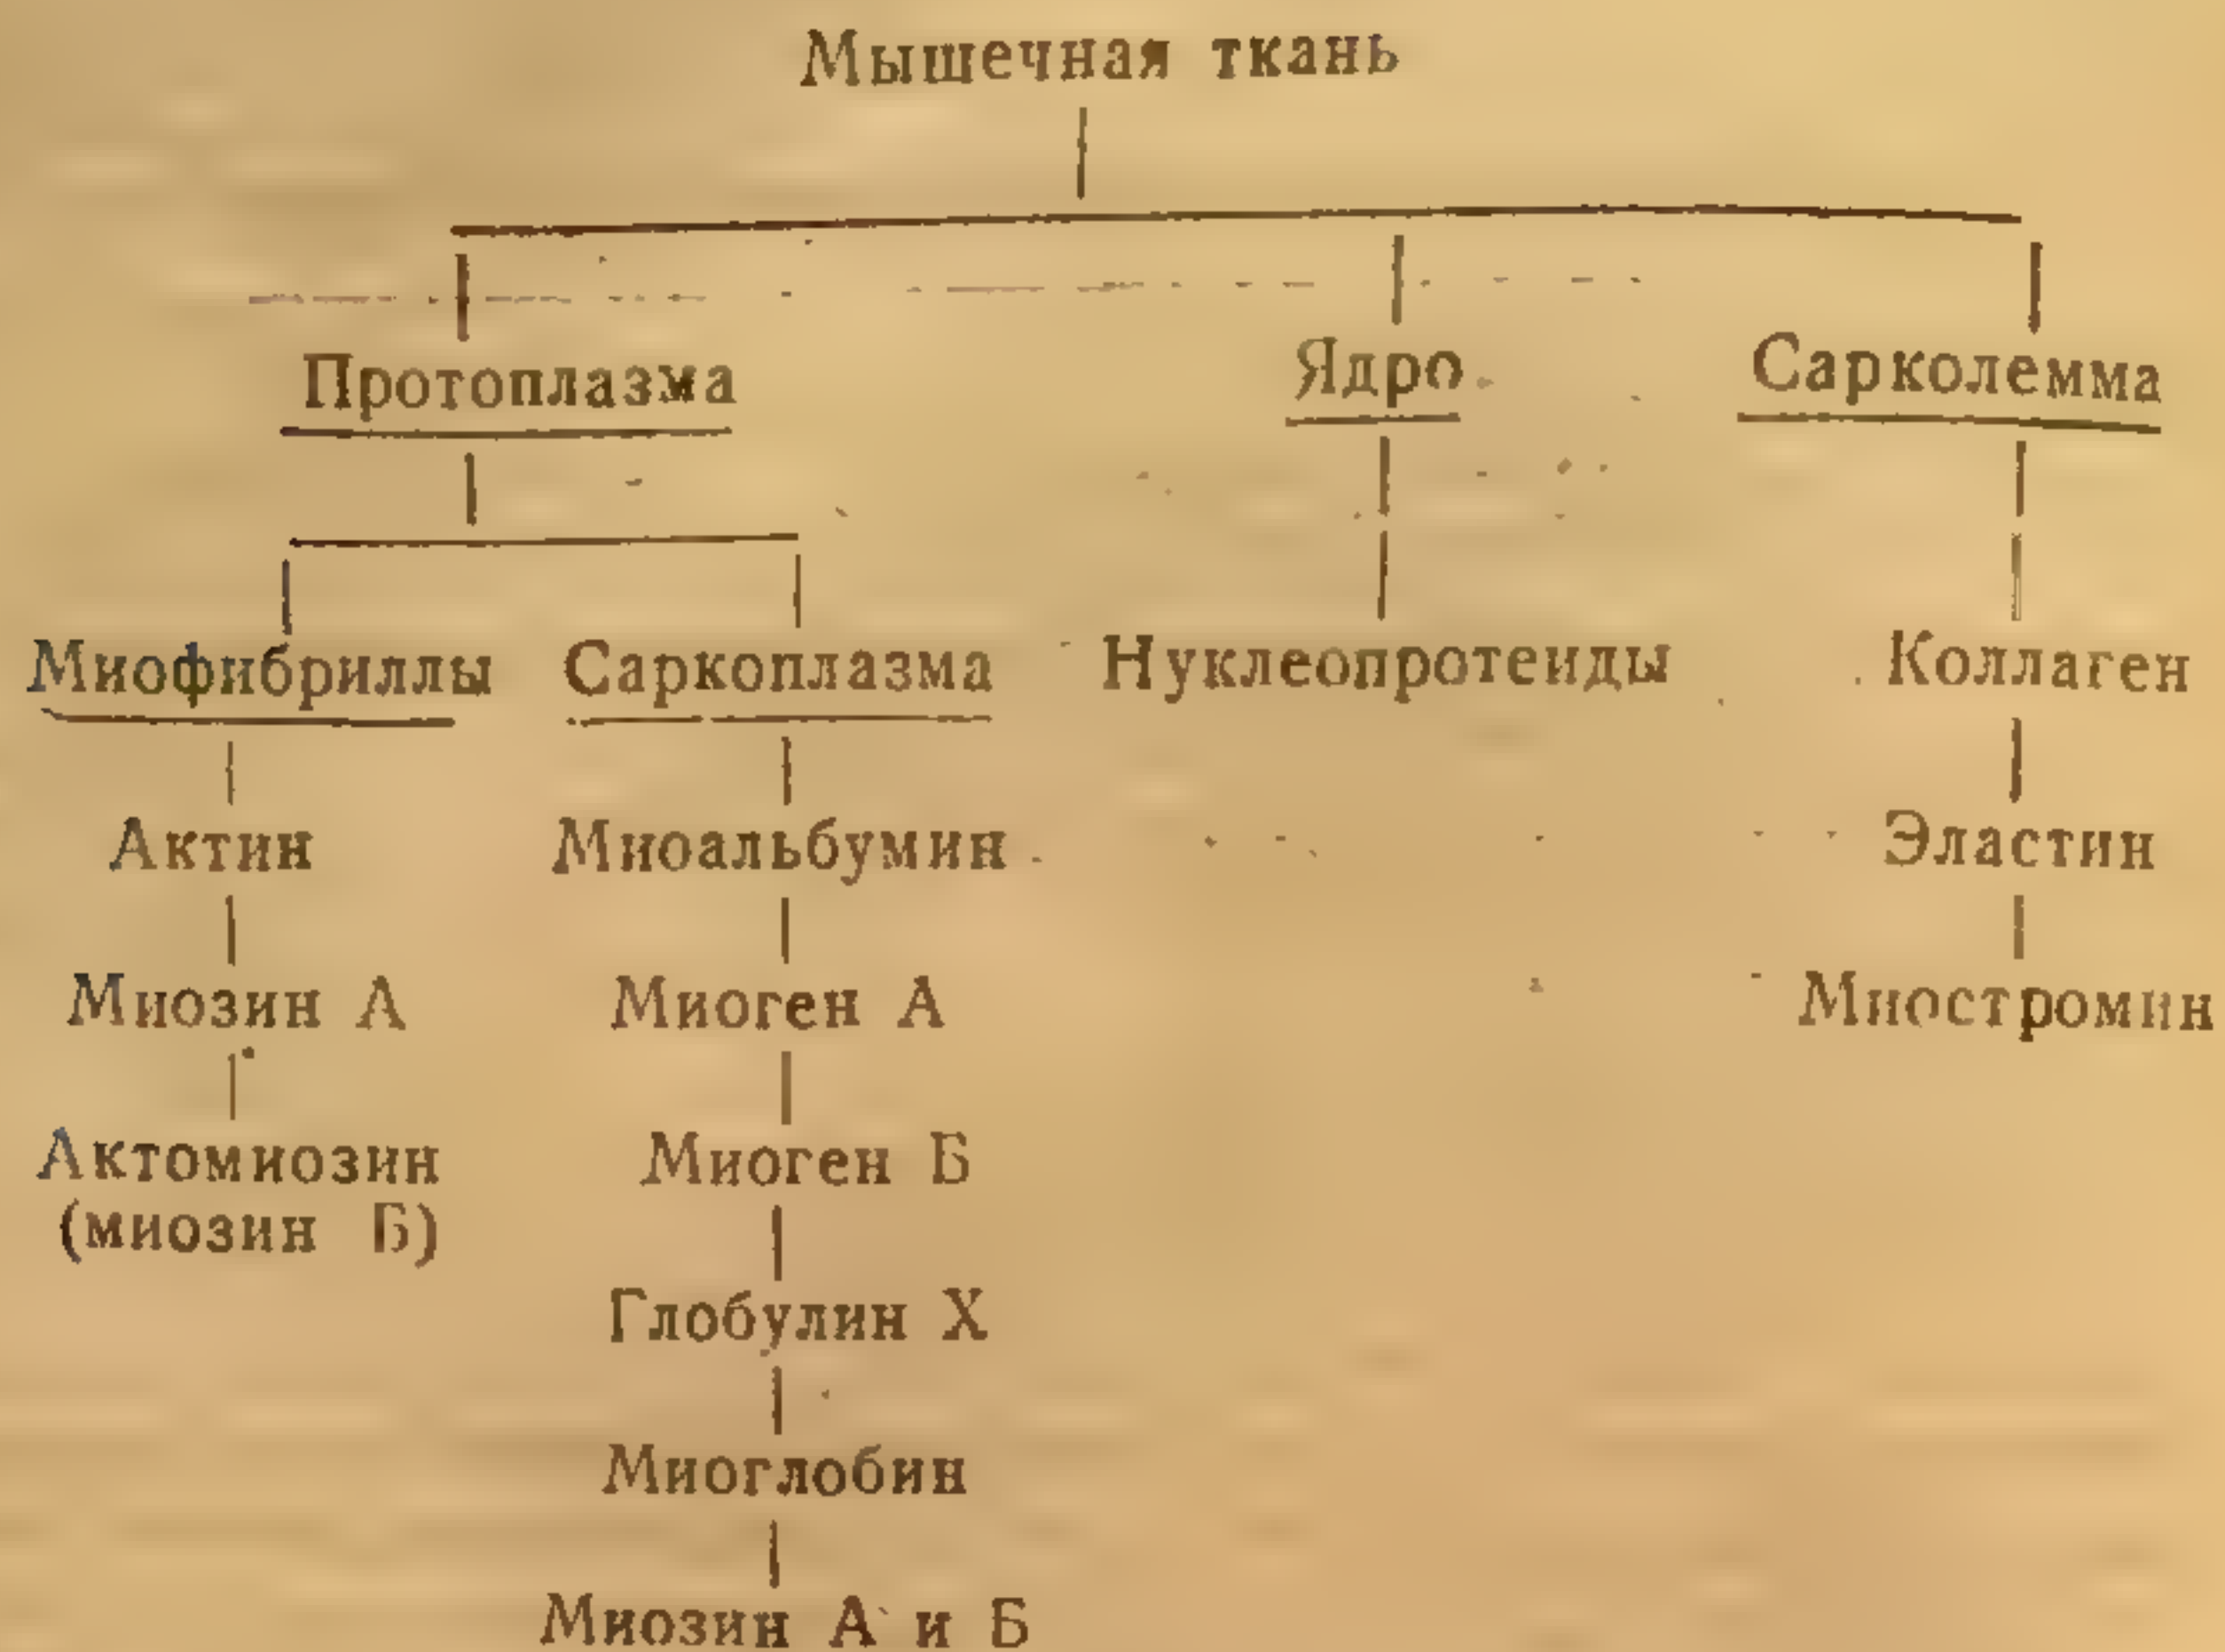 Мышечная ткань
Протоплазма Ядро Сарколемма
Миофибриллы Саркоплазма Нуклеопротеиды Коллаген
Актин Миоальбумин Эластин
Миозин А Миоген А Миостромин
Актомиозин Миоген Б
(миозин Б)
Глобулин Х
Миоглобин
Миозин А и Б